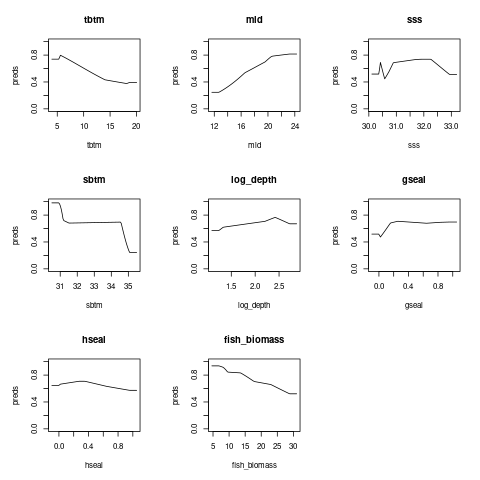 tbtm
preds
0.0 0.4 0.8
5 10 15 20
tbtm
mld
preds
0.0 0.4 0.8
12 14 16 18 20 22 24
mld
sss
preds
0.0 0.4 0.8
30.0 31.0 32.0 33.0
sss
sbtm
preds
0.0 0.4 0.8
31 32 33 34 35
sbtm
log_depth
preds
0.0 0.4 0.8
1.5 2.0 2.5
log_depth
gseal
preds
0.0 0.4 0.8
0.0 0.4 0.8
gseal
hseal
preds
0.0 0.4 0.8
0.0 0.4 0.8
hseal
fish_biomass
preds
0.0 0.4 0.8
5 10 15 20 25 30
fish_biomass